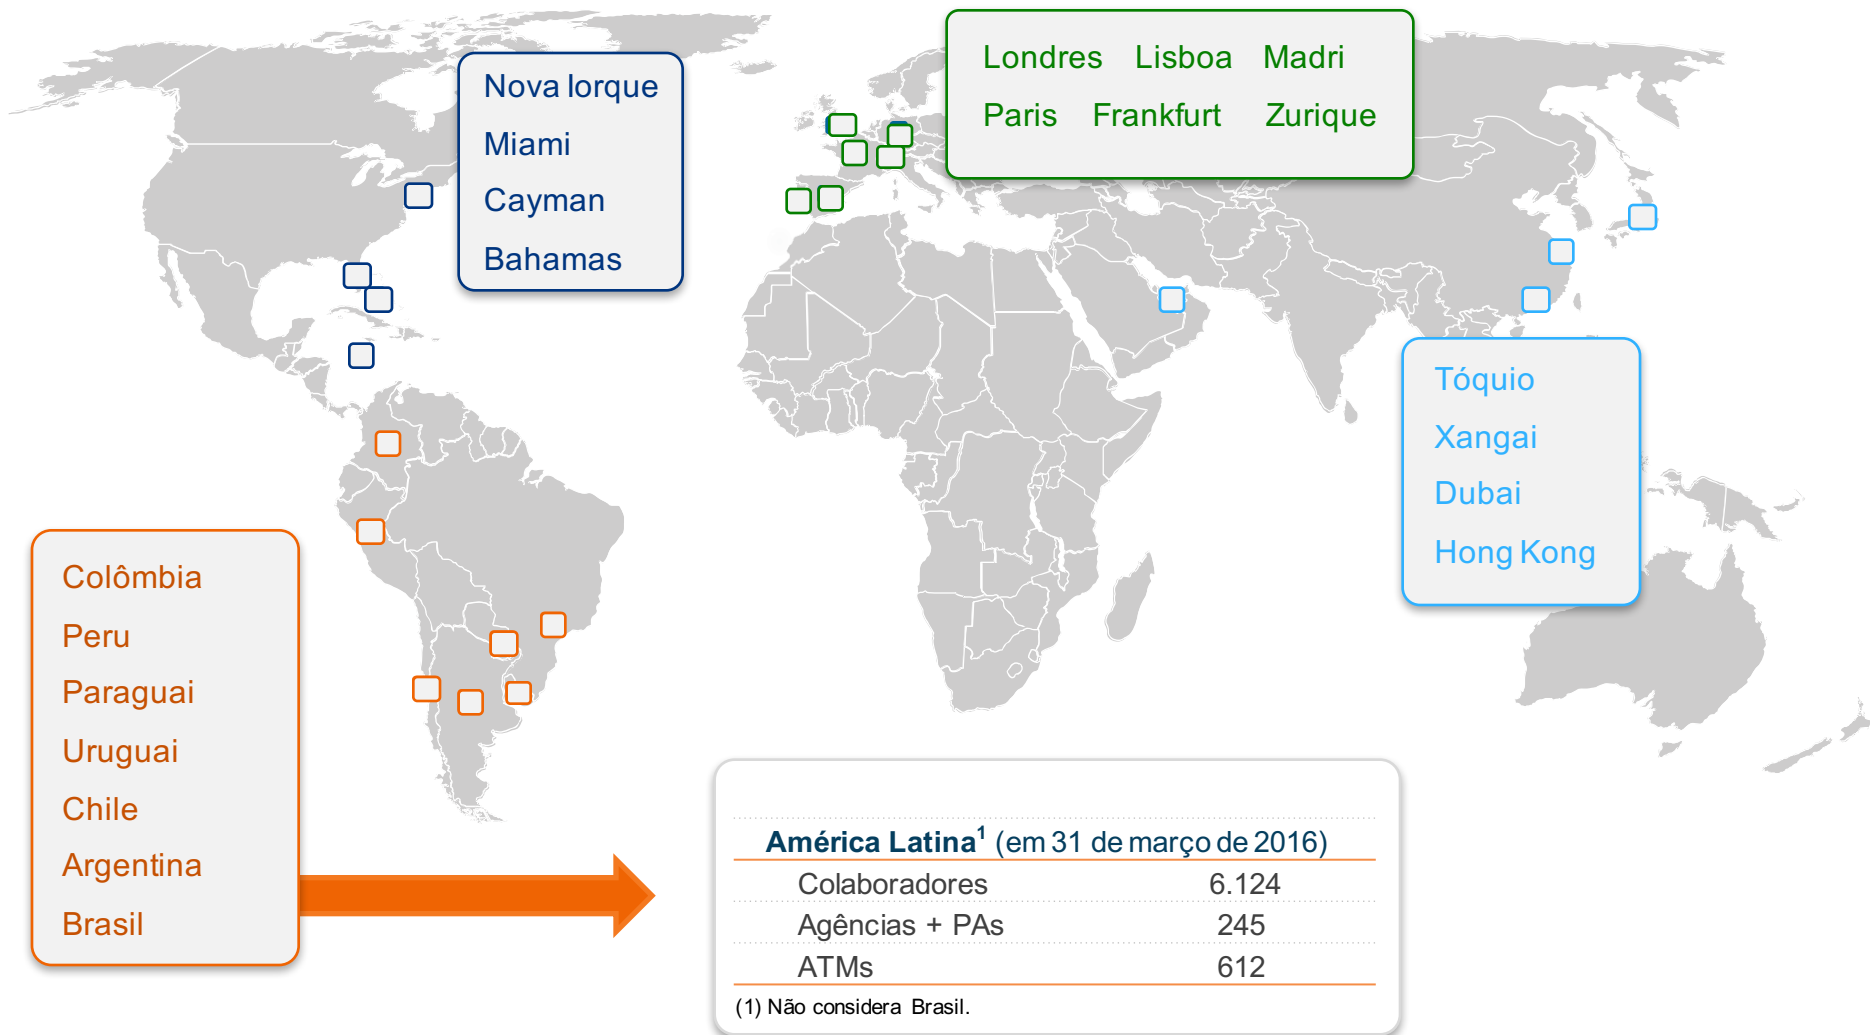 Nova Iorque
Miami
Cayman
Bahamas
Londres Lisboa Madri
Paris Frankfurt Zurique
Tóquio
Xangai
Dubai
Hong Kong
Colômbia
Peru
Paraguai
Uruguai
Chile
Argentina
Brasil
América Latina¹ (em 31 de março de 2016)
Colaboradores 6.124
Agências + PAs 245
ATMs 612
(1) Não considera Brasil.